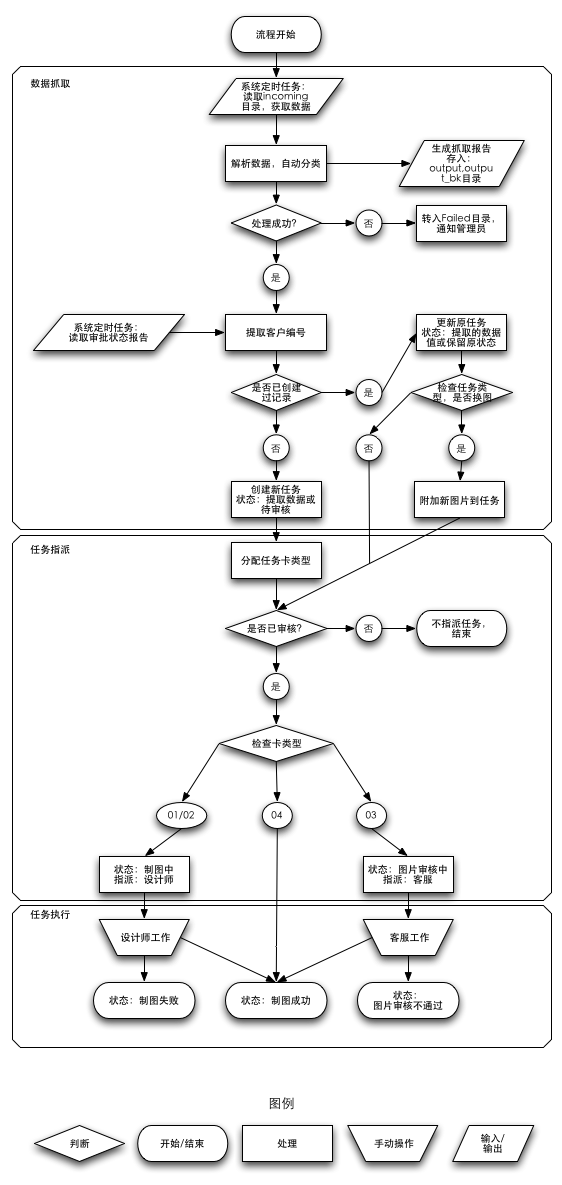 流程开始
数据抓取
系统定时任务：
读取incoming
目录，获取数据
解析数据，自动分类
生成抓取报告
存入：
output,outpu
t_bk目录
处理成功？
否
转入Failed目录，
通知管理员
是
系统定时任务：
读取审批状态报告
提取客户编号
更新原任务
状态：提取的数据
值或保留原状态
是否已创建
过记录
是
检查任务类
型，是否换图
否
否
是
创建新任务
状态：提取数据或
待审核
附加新图片到任务
任务指派
分配任务卡类型
是否已审核？
否
不指派任务，
结束
是
检查卡类型
01/02
04
03
状态：制图中
指派：设计师
状态：图片审核中
指派：客服
任务执行
设计师工作
客服工作
状态：制图失败
状态：制图成功
状态：
图片审核不通过
图例
判断
开始/结束
处理
手动操作
输入/
输出